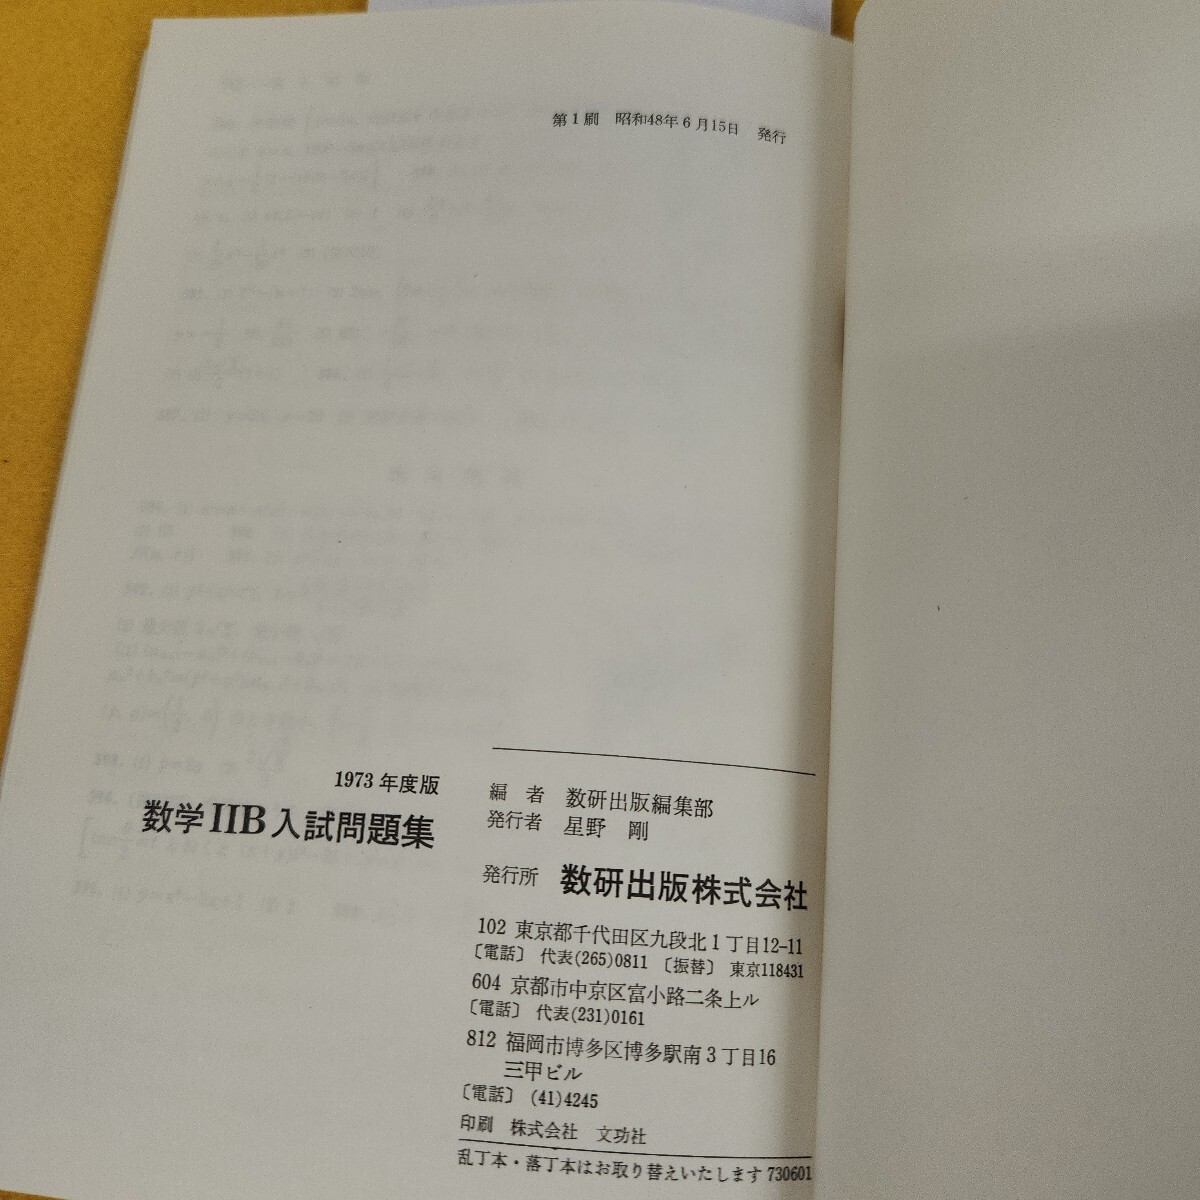 第1刷 昭和48年6月15日 発行
1973年度版
数学IIB入試問題集
編 者 数研出版編集部
発行者 星野 剛
発行所 数研出版株式会社
102 東京都千代田区九段北1丁目12-11
〔電話〕 代表(265)0811 〔振替〕 東京118431
604 京都市中京区富小路二条上ル
〔電話〕 代表(231)0161
812 福岡市博多区博多駅南3丁目16
三甲ビル
〔電話〕 (41)4245
印刷 株式会社 文功社
乱丁本・落丁本はお取り替えいたします 730601